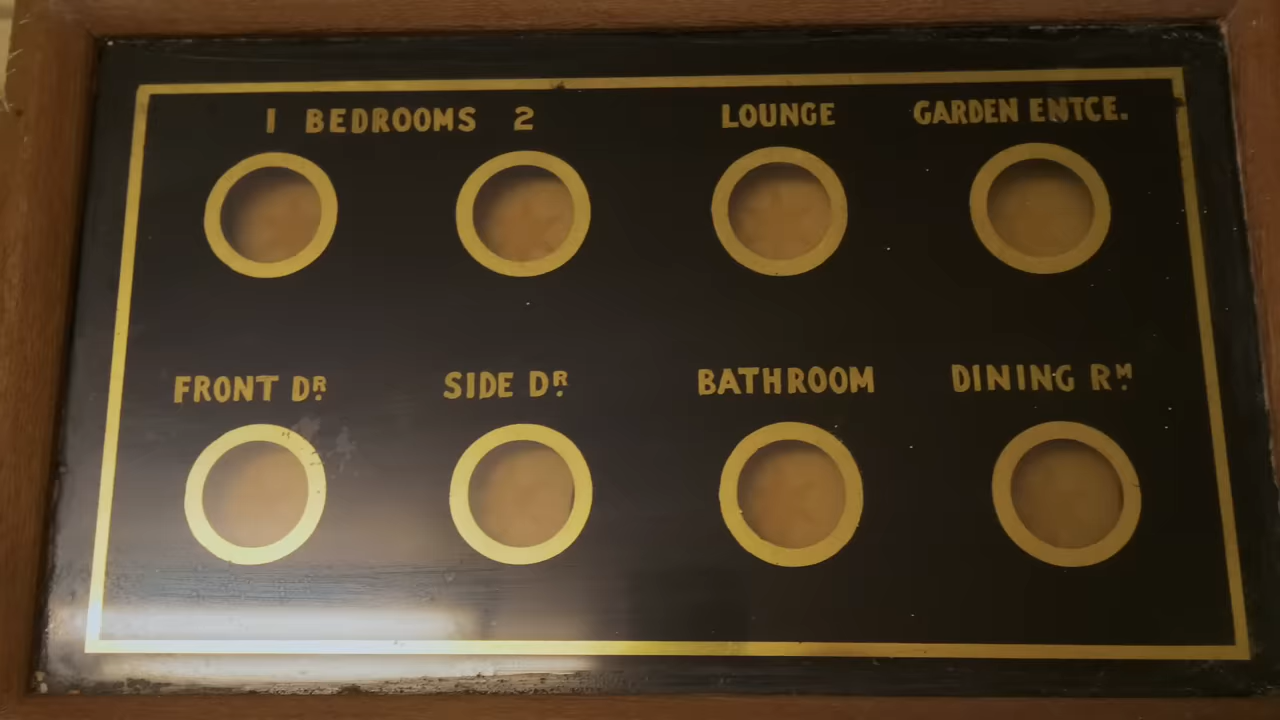 1 BEDROOMS 2 LOUNGE GARDEN ENTCE.
FRONT DR. SIDE DR. BATHROOM DINING RM.